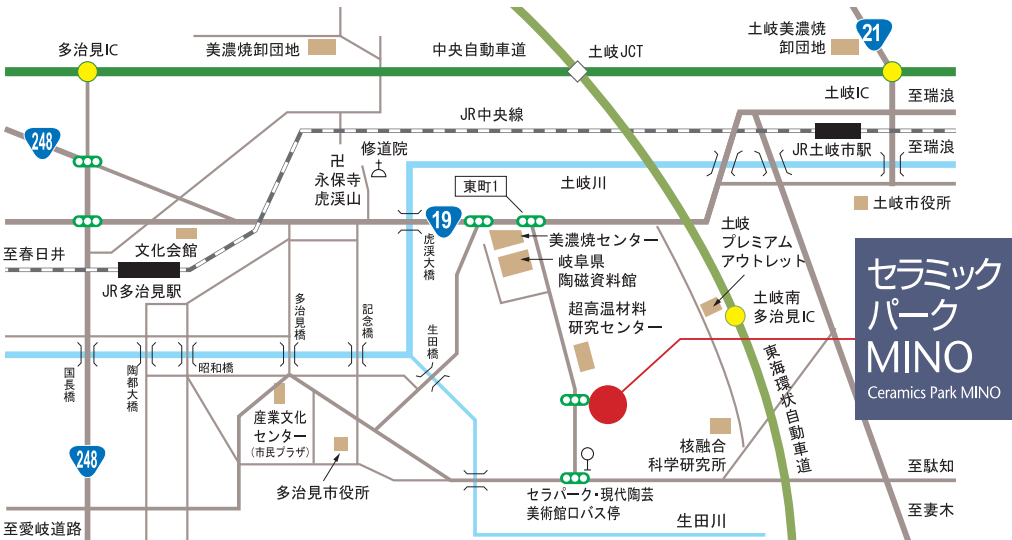 多治見IC
美濃焼卸団地
中央自動車道
土岐JCT
土岐美濃焼
卸団地
21
土岐IC
至瑞浪
JR中央線
248
修道院
卍
永保寺
虎渓山
JR土岐市駅
至瑞浪
東町1
土岐川
土岐市役所
19
至春日井
文化会館
虎渓大橋
美濃焼センター
岐阜県
陶磁資料館
土岐
プレミアム
アウトレット
セラミック
パーク
MINO
Ceramics Park MINO
JR多治見駅
多治見橋
記念橋
生田橋
超高温材料
研究センター
土岐南
多治見IC
国長橋
陶都大橋
昭和橋
東海環状自動車道
産業文化
センター
(市民プラザ)
核融合
科学研究所
248
多治見市役所
セラパーク・現代陶芸
美術館口バス停
至駄知
至妻木
生田川
至愛岐道路